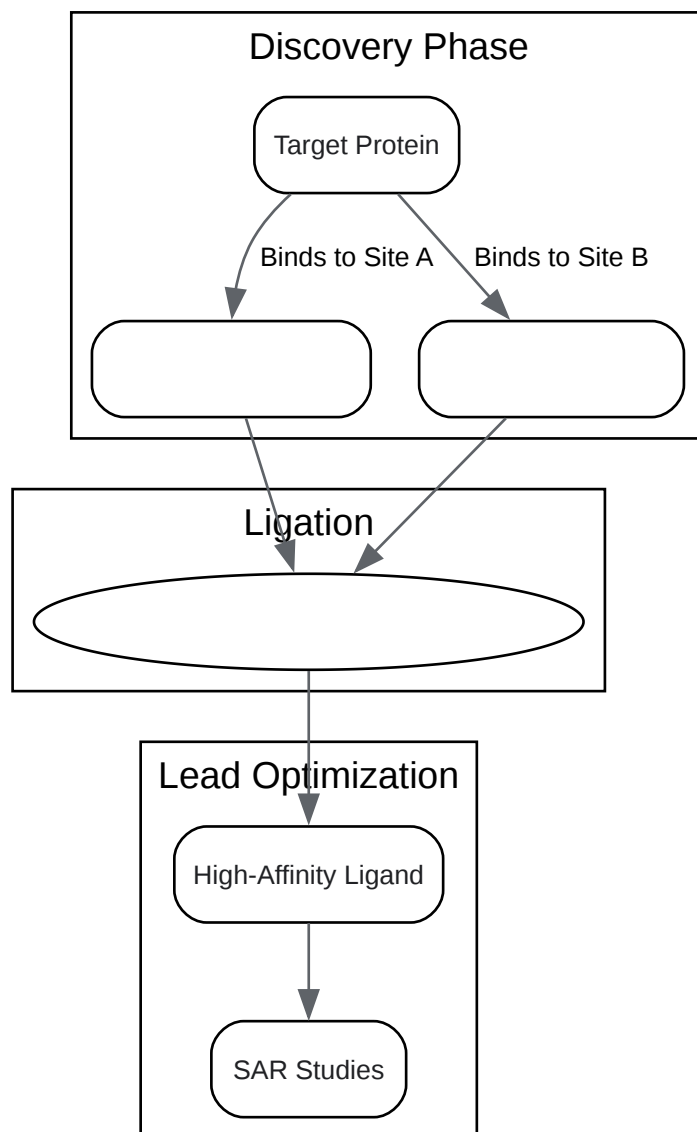 Discovery Phase
Target Protein
Binds to Site A
Binds to Site B
Ligation
Lead Optimization
High-Affinity Ligand
SAR Studies